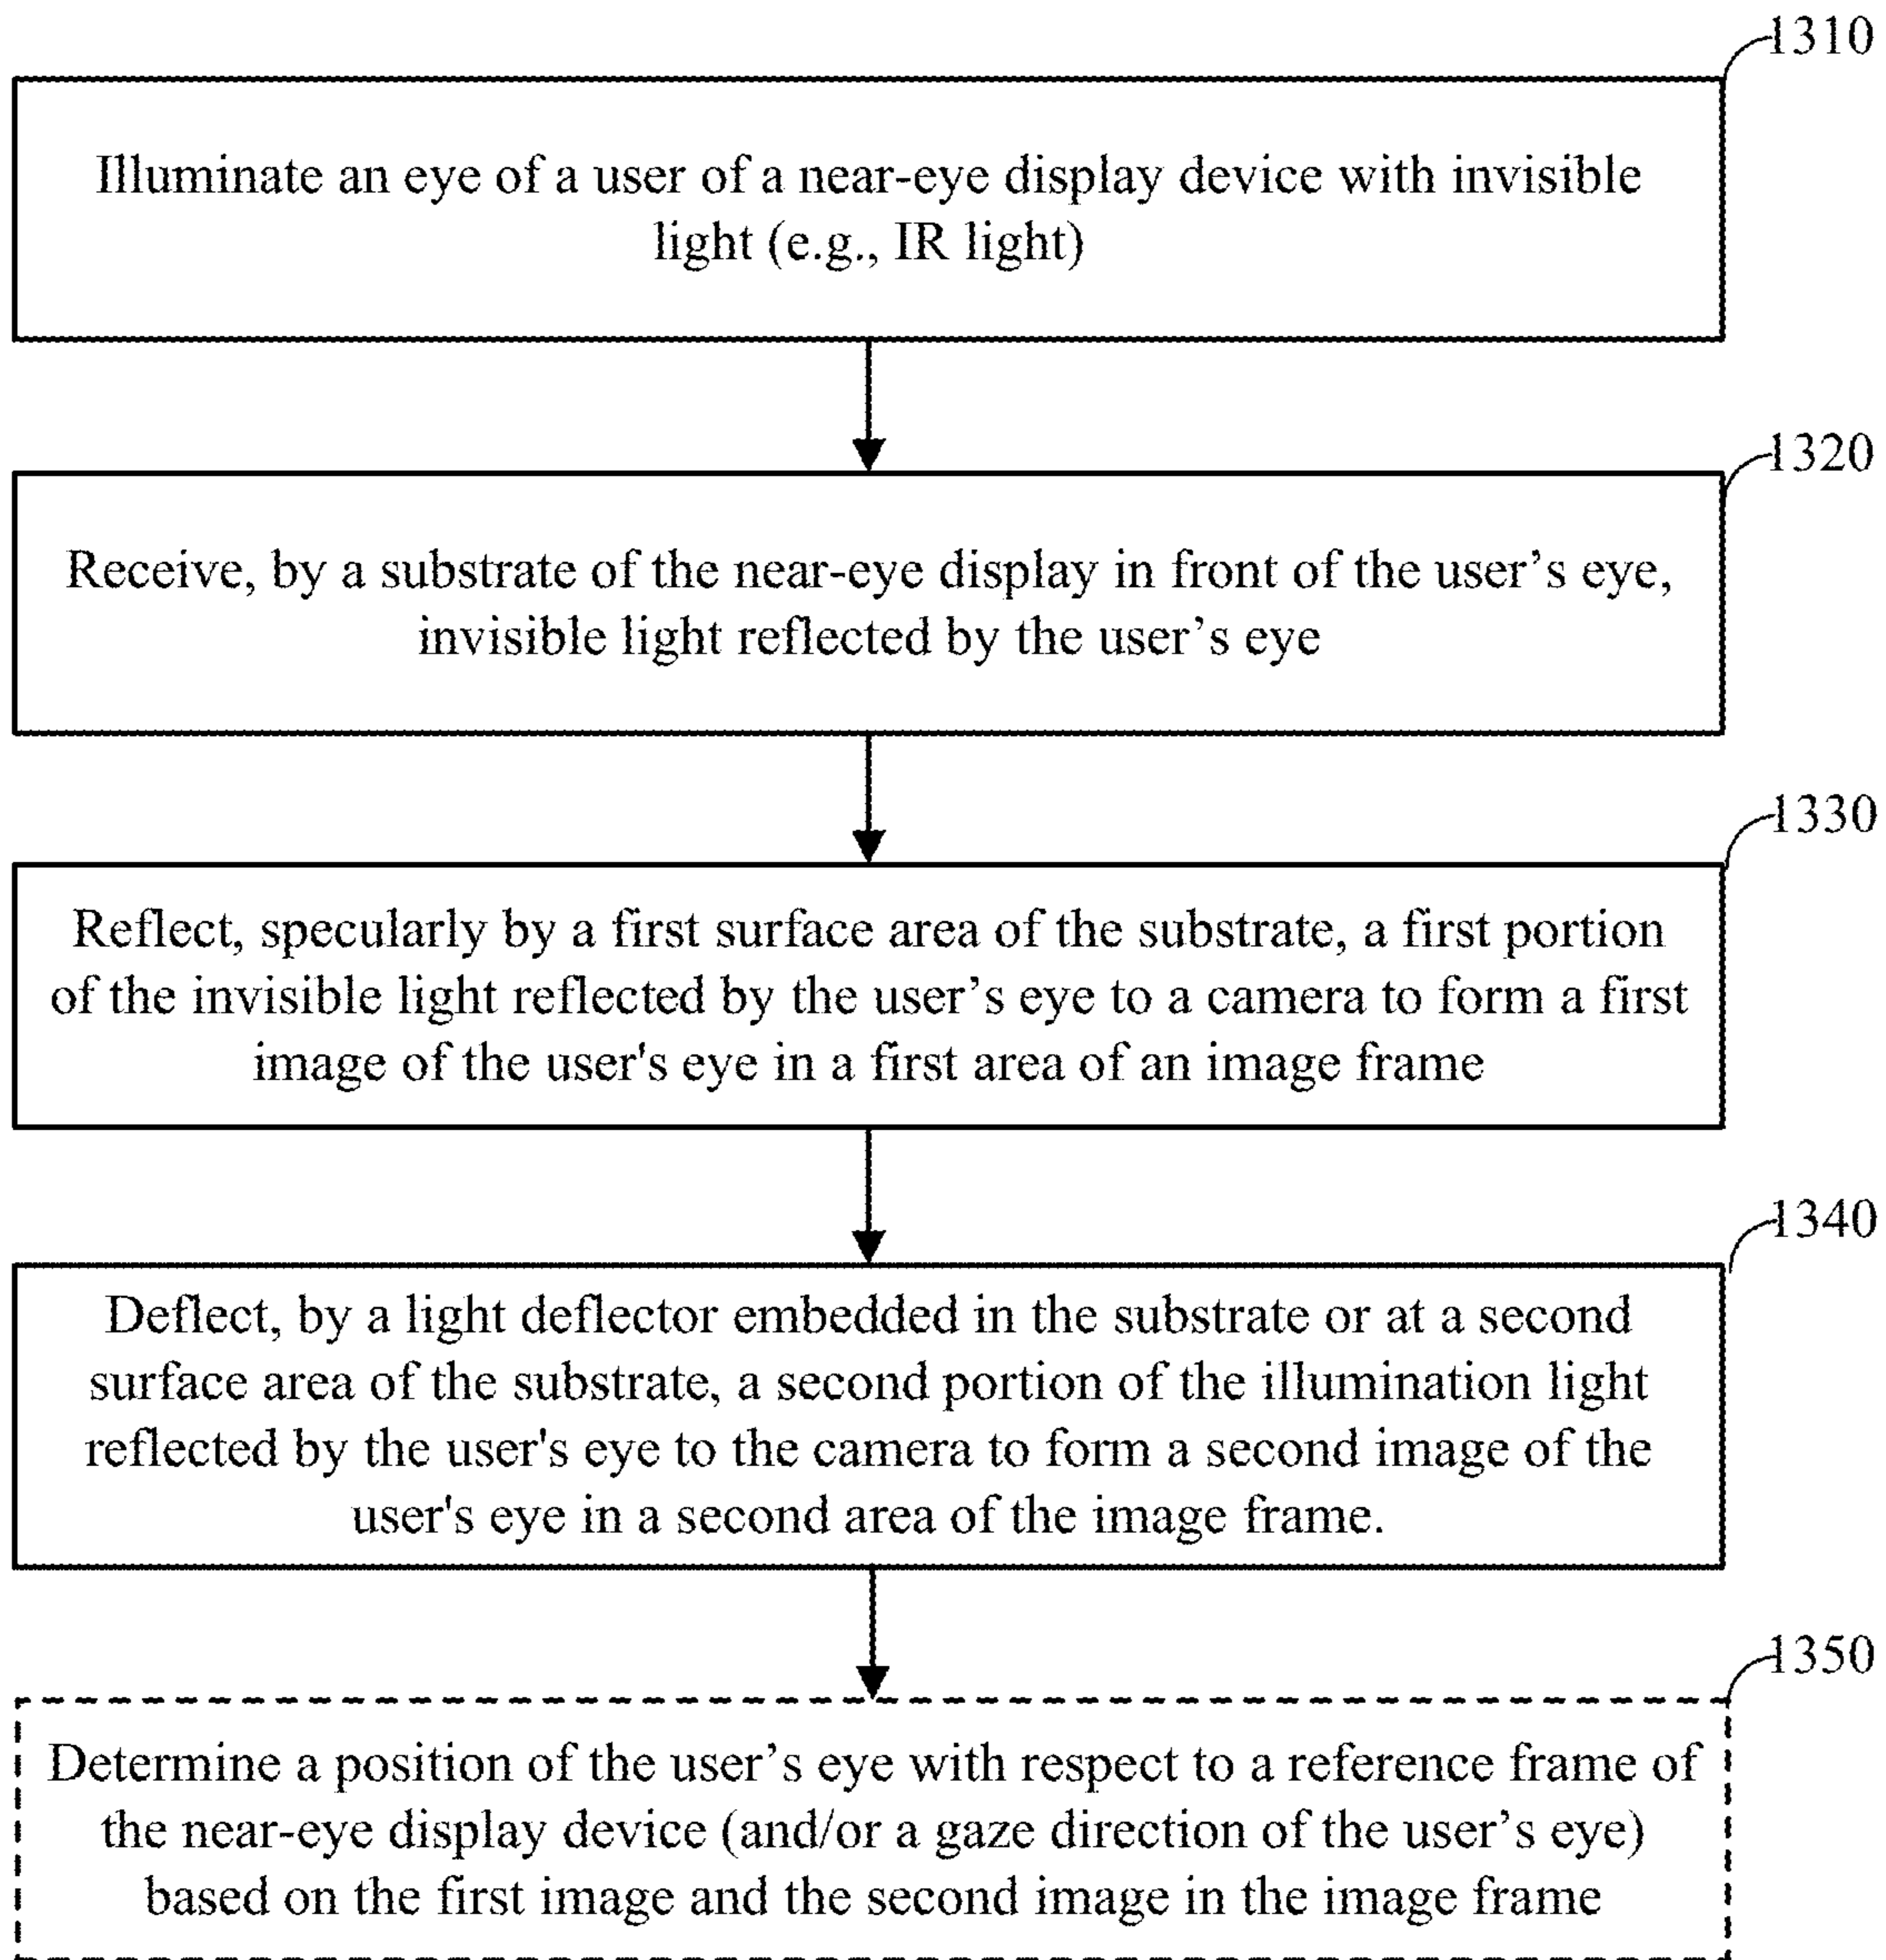 1310
Illuminate an eye of a user of a near-eye display device with invisible
light (e.g., IR light)
1320
Receive, by a substrate of the near-eye display in front of the user’s eye,
invisible light reflected by the user’s eye
1330
Reflect, specularly by a first surface area of the substrate, a first portion
of the invisible light reflected by the user’s eye to a camera to form a first
image of the user's eye in a first area of an image frame
1340
Deflect, by a light deflector embedded in the substrate or at a second
surface area of the substrate, a second portion of the illumination light
reflected by the user's eye to the camera to form a second image of the
user's eye in a second area of the image frame.
1350
Determine a position of the user’s eye with respect to a reference frame of
the near-eye display device (and/or a gaze direction of the user’s eye)
based on the first image and the second image in the image frame